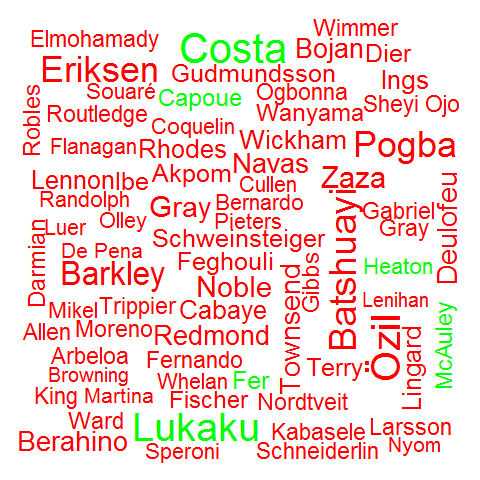 Wimmer
Elmohamady
Costa
Bojan
Dier
Eriksen
Gudmundsson
Ings
Souaré
Capoue
Ogbonna
Sheyi Ojo
Robles
Routledge
Coquelin
Wanyama
Flanagan
Rhodes
Wickham
Pogba
Lennon
Ibe
Akpom
Navas
Zaza
Cullen
Randolph
Gray
Bernardo
Gabriel
Deulofeu
Luer
Olley
Pieters
Gray
Schweinsteiger
De Pena
Feghouli
Gibbs
Batshuayi
Heaton
Darmian
Barkley
Noble
Townsend
Lenihan
Mikel
Trippier
Cabaye
Allen
Moreno
Redmond
Özil
McAuley
Arbeloa
Fernando
Terry
Lingard
Browning
Whelan
Fer
King
Martina
Fischer
Nordtveit
Ward
Lukaku
Kabasele
Larsson
Berahino
Speroni
Schneiderlin
Nyom